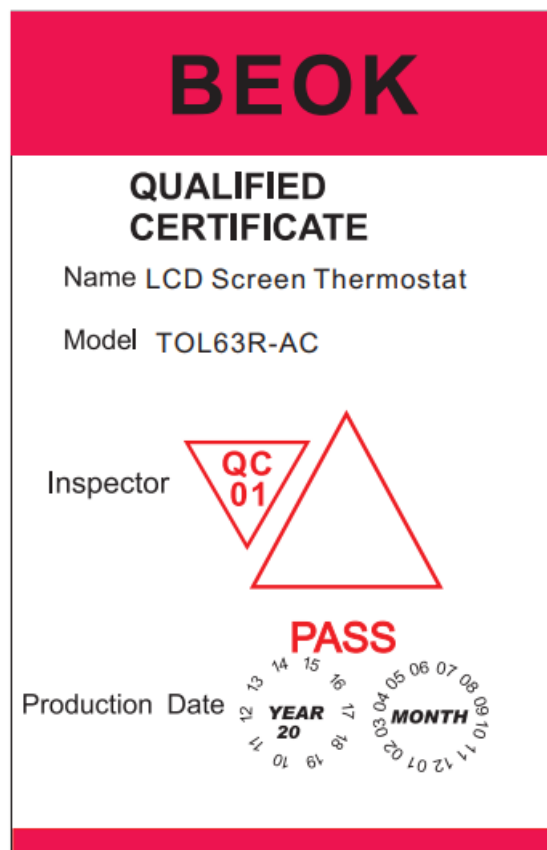 BEOK
QUALIFIED
CERTIFICATE
Name LCD Screen Thermostat
Model TOL63R-AC
Inspector
QC
01
PASS
Production Date
10 11 12 13 14 15 16 17 18 19
YEAR
20
01 02 03 04 05 06 07 08 09 10 11 12
MONTH